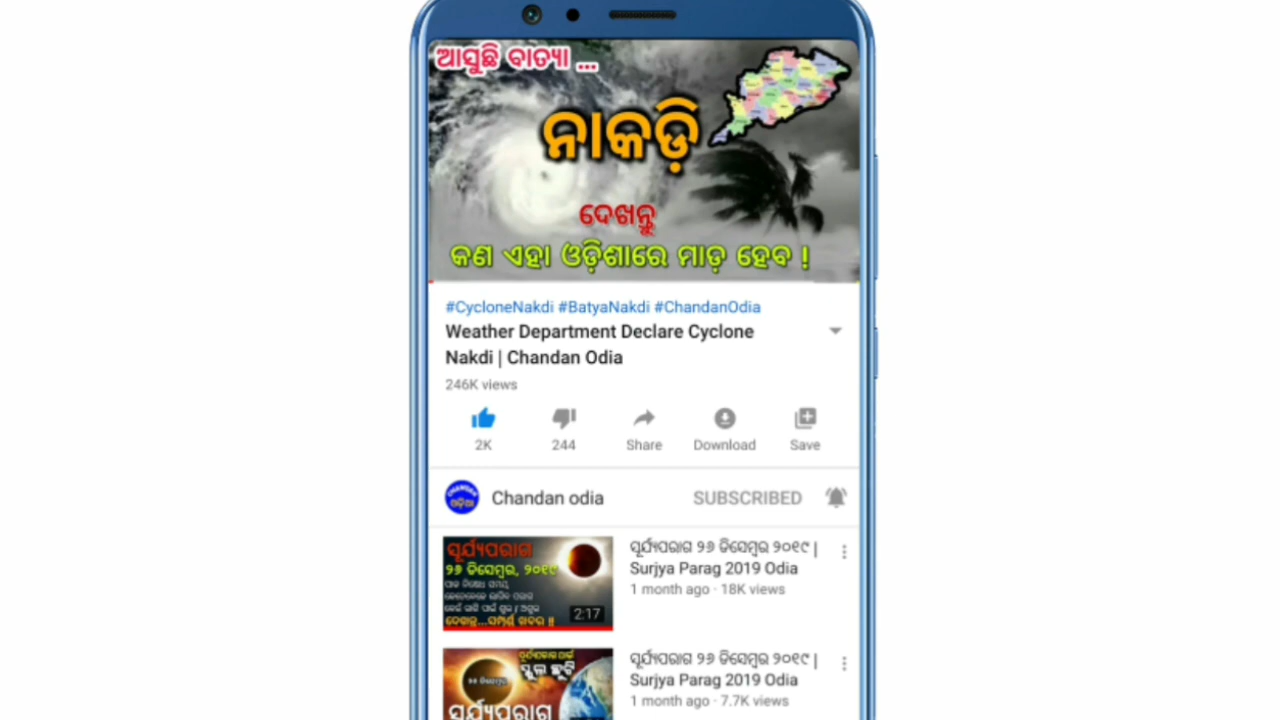 ଆସୁଛି ବାତ୍ୟା ...
ନାକଡ଼ି
ଦେଖନ୍ତୁ
କଣ ଏହା ଓଡ଼ିଶାରେ ମାଡ଼ ହେବ !
#CycloneNakdi #BatyaNakdi #ChandanOdia
Weather Department Declare Cyclone
Nakdi | Chandan Odia
246K views
2K
244
Share
Download
Save
Chandan odia
SUBSCRIBED
ସୂର୍ଯ୍ୟପରାଗ
୨୬ ଡିସେମ୍ବର, ୨୦୧୯
ଦେଖନ୍ତୁ...ସମ୍ପୂର୍ଣ୍ଣ ଖବର !!
2:17
ସୂର୍ଯ୍ୟପରାଗ ୨୬ ଡିସେମ୍ବର ୨୦୧୯ |
Surjya Parag 2019 Odia
1 month ago · 18K views
ସ୍କୁଲ ଛୁଟି
ସୂର୍ଯ୍ୟପରାଗ
ସୂର୍ଯ୍ୟପରାଗ ୨୬ ଡିସେମ୍ବର ୨୦୧୯ |
Surjya Parag 2019 Odia
1 month ago · 7.7K views